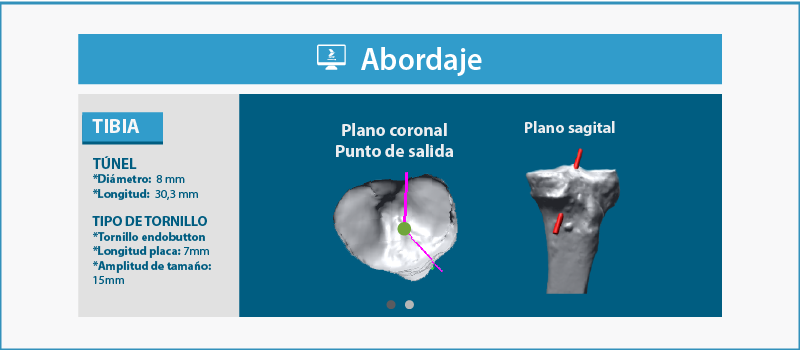 Abordaje
TIBIA
TÚNEL
*Diámetro: 8 mm
*Longitud: 30,3 mm
TIPO DE TORNILLO
*Tornillo endobutton
*Longitud placa: 7mm
*Amplitud de tamaño:
15mm
Plano coronal
Punto de salida
Plano sagital